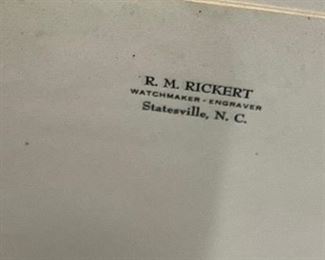 R. M. RICKERT
WATCHMAKER - ENGRAVER
Statesville, N. C.